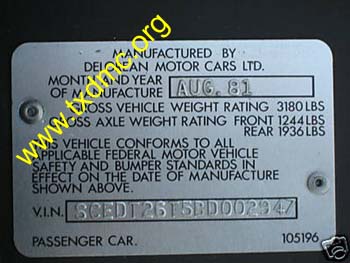 MANUFACTURED BY
DELOREAN MOTOR CARS LTD.
MONTH AND YEAR
OF MANUFACTURE AUG. 81
GROSS VEHICLE WEIGHT RATING 3180 LBS
GROSS AXLE WEIGHT RATING FRONT 1244 LBS
REAR 1936 LBS
THIS VEHICLE CONFORMS TO ALL
APPLICABLE FEDERAL MOTOR VEHICLE
SAFETY AND BUMPER STANDARDS IN
EFFECT ON THE DATE OF MANUFACTURE
SHOWN ABOVE.
V.I.N. SCEDT26T5BD002947
PASSENGER CAR. 105196
www.txdmc.org